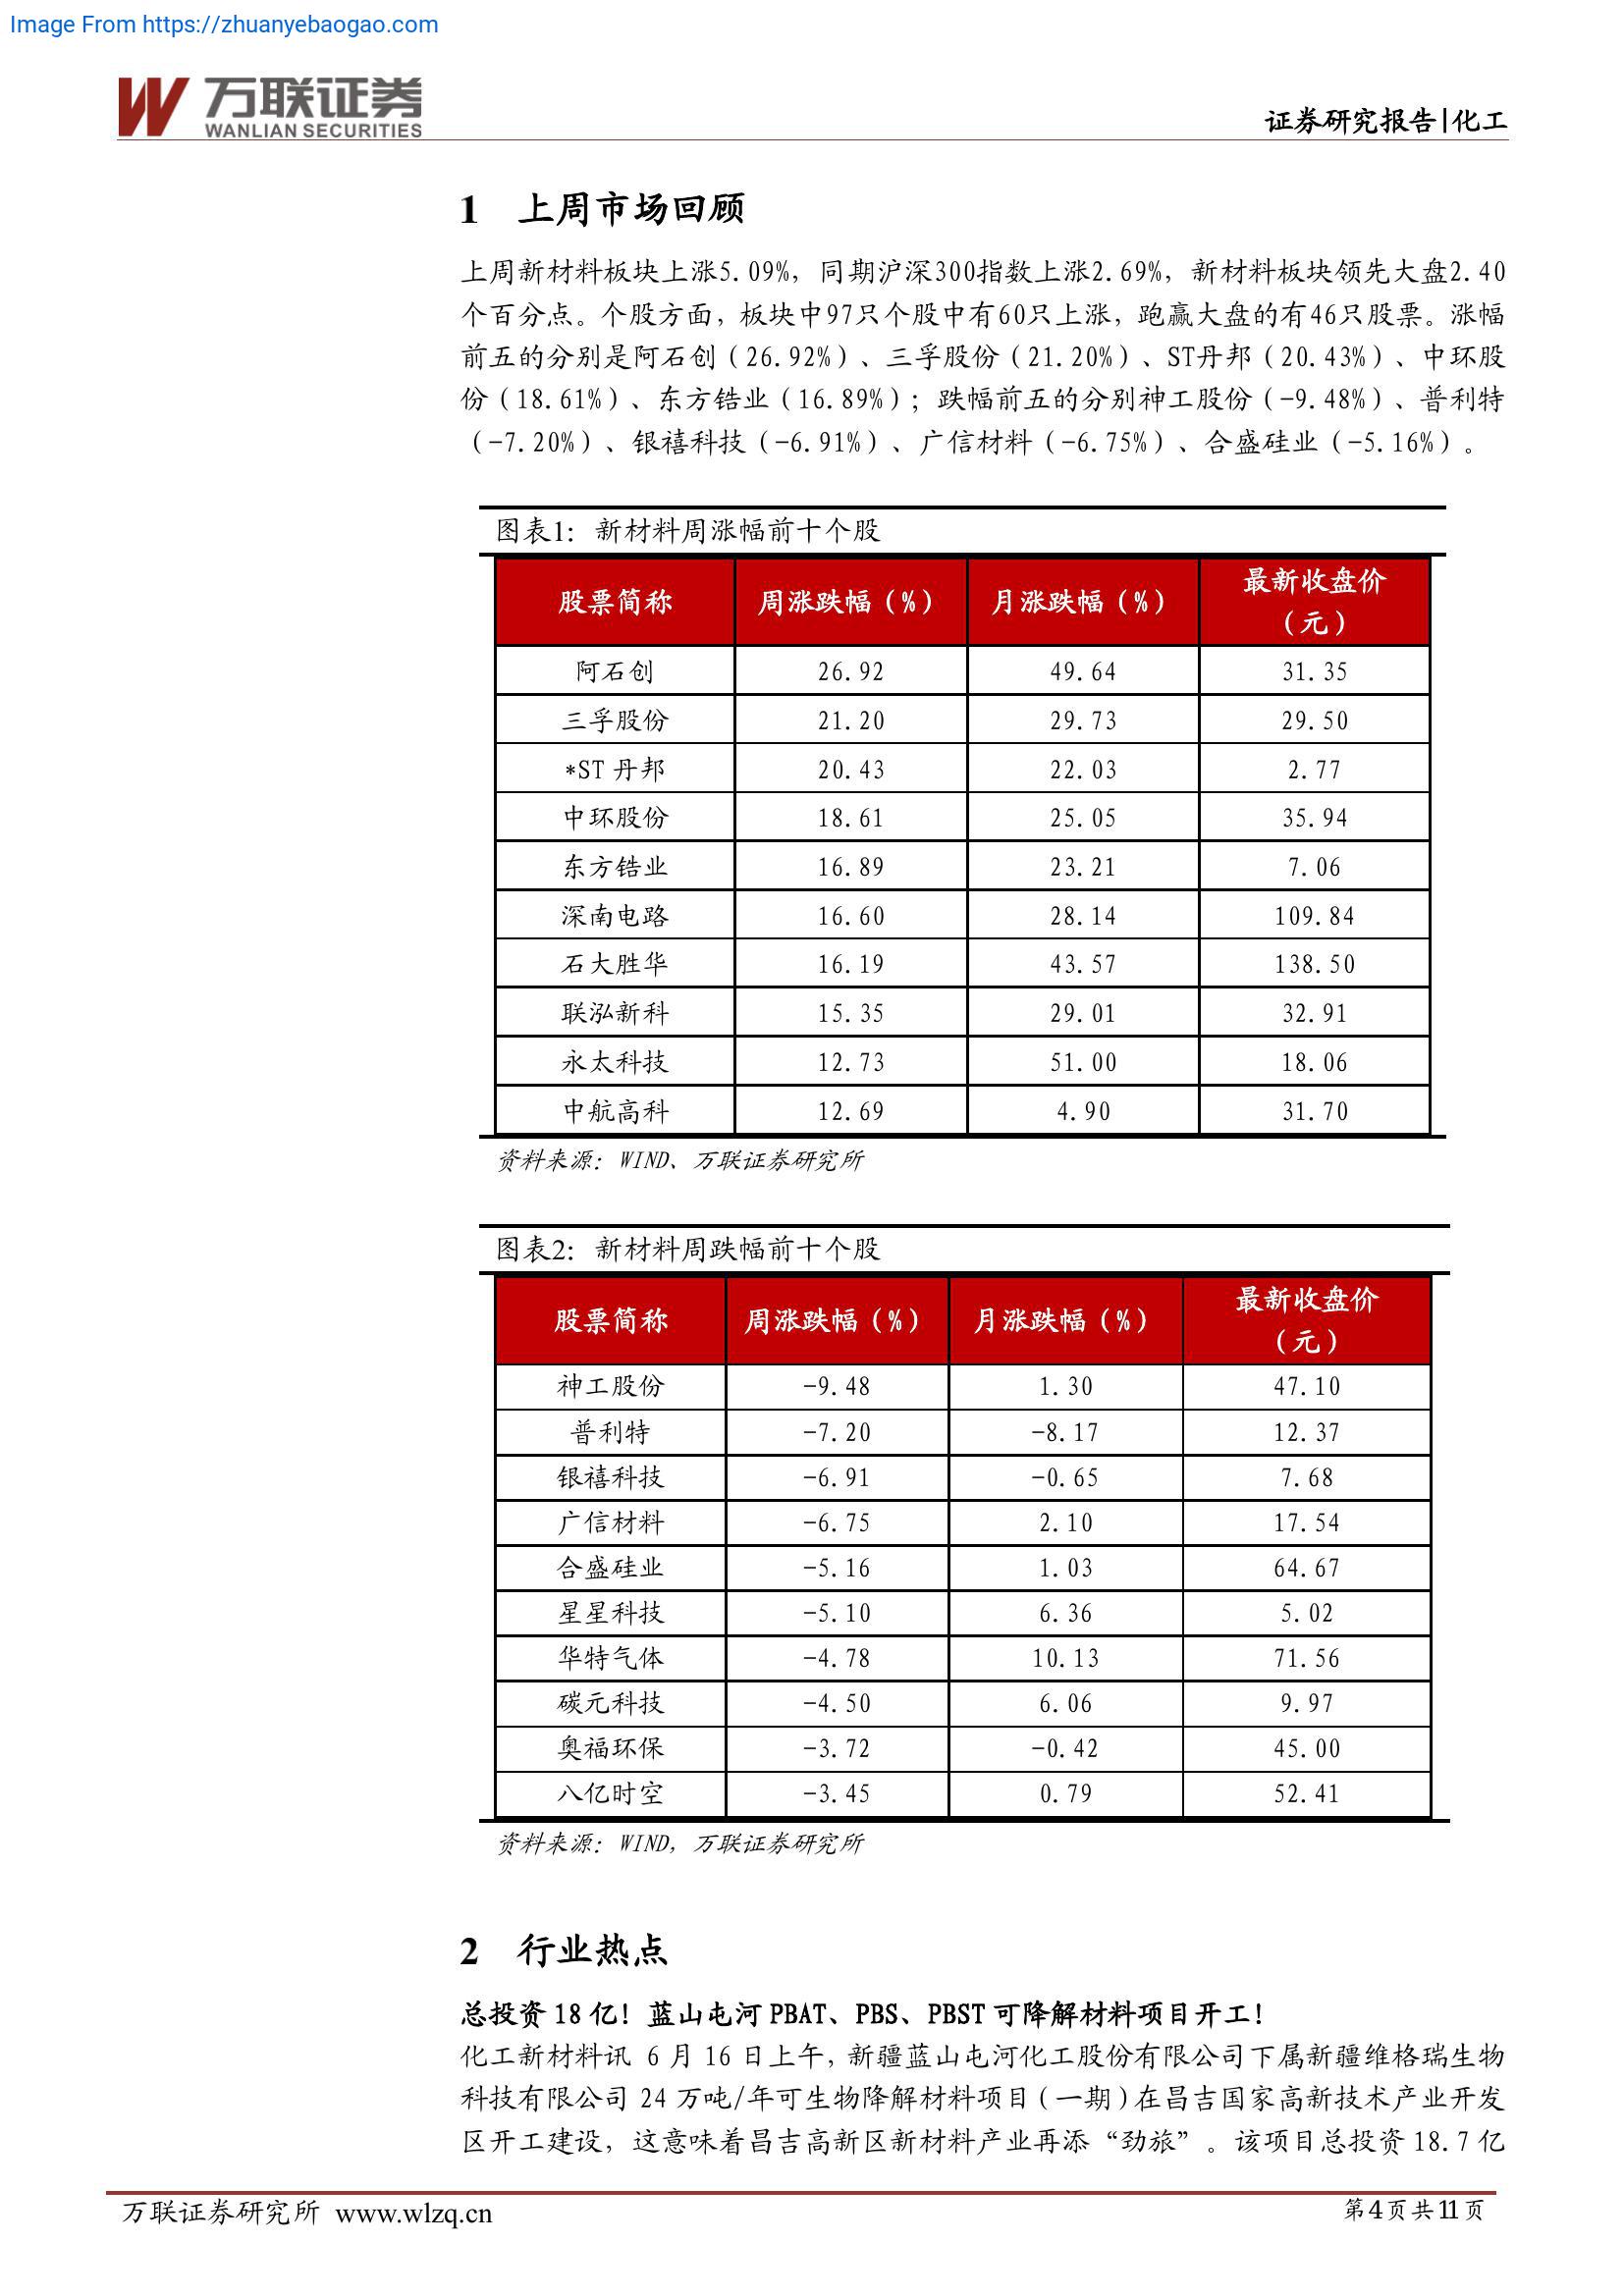 Image From https://zhuanyebaogao.com
万联证券
WANLIAN SECURITIES
证券研究报告|化工
1 上周市场回顾
上周新材料板块上涨5.09%，同期沪深300指数上涨2.69%，新材料板块领先大盘2.40
个百分点。个股方面，板块中97只个股中有60只上涨，跑赢大盘的有46只股票。涨幅
前五的分别是阿石创（26.92%）、三孚股份（21.20%）、ST丹邦（20.43%）、中环股
份（18.61%）、东方锆业（16.89%）；跌幅前五的分别神工股份（-9.48%）、普利特
（-7.20%）、银禧科技（-6.91%）、广信材料（-6.75%）、合盛硅业（-5.16%）。
图表1：新材料周涨幅前十个股
股票简称 周涨跌幅（%） 月涨跌幅（%） 最新收盘价（元）
阿石创 26.92 49.64 31.35
三孚股份 21.20 29.73 29.50
*ST 丹邦 20.43 22.03 2.77
中环股份 18.61 25.05 35.94
东方锆业 16.89 23.21 7.06
深南电路 16.60 28.14 109.84
石大胜华 16.19 43.57 138.50
联泓新科 15.35 29.01 32.91
永太科技 12.73 51.00 18.06
中航高科 12.69 4.90 31.70
资料来源：WIND、万联证券研究所
图表2：新材料周跌幅前十个股
股票简称 周涨跌幅（%） 月涨跌幅（%） 最新收盘价（元）
神工股份 -9.48 1.30 47.10
普利特 -7.20 -8.17 12.37
银禧科技 -6.91 -0.65 7.68
广信材料 -6.75 2.10 17.54
合盛硅业 -5.16 1.03 64.67
星星科技 -5.10 6.36 5.02
华特气体 -4.78 10.13 71.56
碳元科技 -4.50 6.06 9.97
奥福环保 -3.72 -0.42 45.00
八亿时空 -3.45 0.79 52.41
资料来源：WIND，万联证券研究所
2 行业热点
总投资 18 亿！蓝山屯河 PBAT、PBS、PBST 可降解材料项目开工！
化工新材料讯 6 月 16 日上午，新疆蓝山屯河化工股份有限公司下属新疆维格瑞生物
科技有限公司 24 万吨/年可生物降解材料项目（一期）在昌吉国家高新技术产业开发
区开工建设，这意味着昌吉高新区新材料产业再添“劲旅”。该项目总投资 18.7 亿
万联证券研究所 www.wlzq.cn
第4页共11页